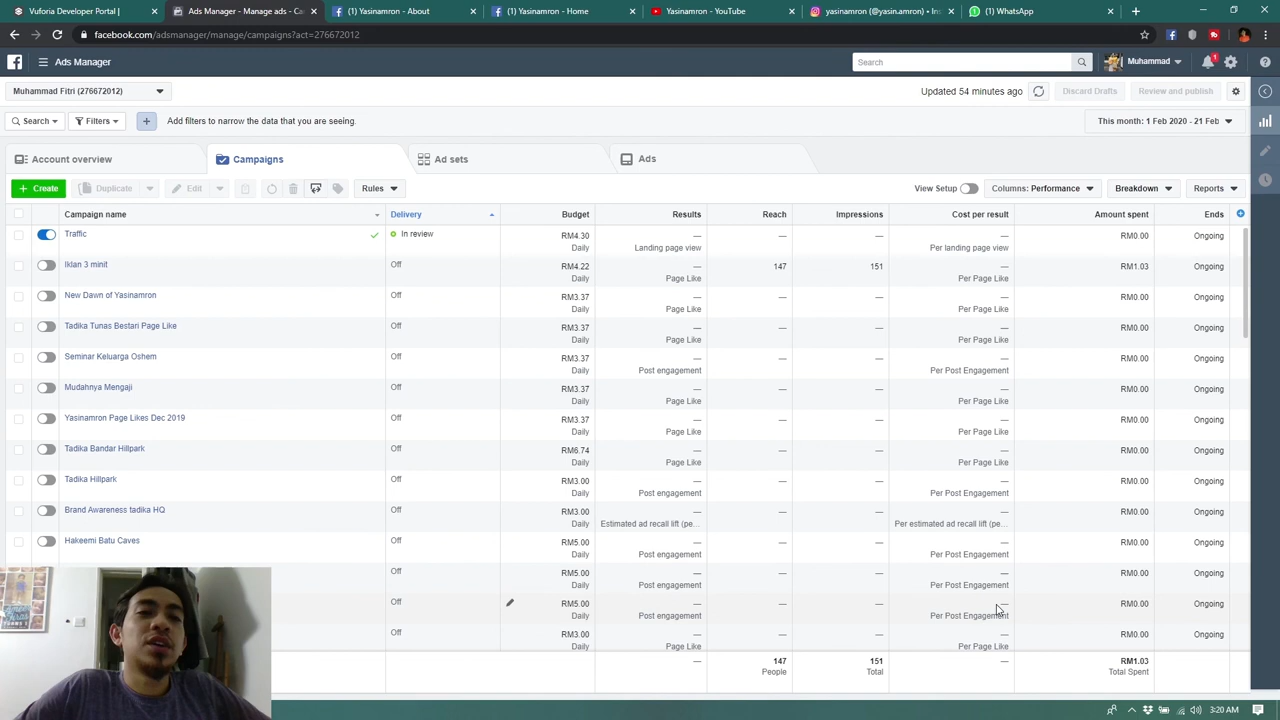 Vuforia Developer Portal |
Ads Manager - Manage ads - C
Yasinamron - About
Yasinamron - Home
Yasinamron - YouTube
yasinamron (@yasinamron) • Ins
(1) WhatsApp
facebook.com/adsmanager/manage/campaigns?act=276672012
Ads Manager
Search
Muhammad
1
Muhammad Fitri (276672012)
Updated 54 minutes ago
Discard Drafts
Review and publish
Search
Filters
Add filters to narrow the data that you are seeing.
This month: 1 Feb 2020 - 21 Feb
Account overview
Campaigns
Ad sets
Ads
+ Create
Duplicate
Edit
Rules
View Setup
Columns: Performance
Breakdown
Reports
Campaign name Delivery Budget Results Reach Impressions Cost per result Amount spent Ends
Traffic In review RM4.30 — — — — RM0.00 Ongoing
Daily Landing page view Per landing page view
Iklan 3 minit Off RM4.22 — 147 151 — RM1.03 Ongoing
Daily Page Like Per Page Like
New Dawn of Yasinamron Off RM3.37 — — — — RM0.00 Ongoing
Daily Page Like Per Page Like
Tadika Tunas Bestari Page Like Off RM3.37 — — — — RM0.00 Ongoing
Daily Page Like Per Page Like
Seminar Keluarga Oshem Off RM3.37 — — — — RM0.00 Ongoing
Daily Post engagement Per Post Engagement
Mudahnya Mengaji Off RM3.37 — — — — RM0.00 Ongoing
Daily Page Like Per Page Like
Yasinamron Page Likes Dec 2019 Off RM3.37 — — — — RM0.00 Ongoing
Daily Page Like Per Page Like
Tadika Bandar Hillpark Off RM6.74 — — — — RM0.00 Ongoing
Daily Page Like Per Page Like
Tadika Hillpark Off RM3.00 — — — — RM0.00 Ongoing
Daily Post engagement Per Post Engagement
Brand Awareness tadika HQ Off RM3.00 — — — — RM0.00 Ongoing
Daily Estimated ad recall lift (pe... Per estimated ad recall lift (pe...
Hakeemi Batu Caves Off RM5.00 — — — — RM0.00 Ongoing
Daily Post engagement Per Post Engagement
Off RM5.00 — — — — RM0.00 Ongoing
Daily Post engagement Per Post Engagement
Off RM5.00 — — — — RM0.00 Ongoing
Daily Post engagement Per Post Engagement
Off RM3.00 — — — — RM0.00 Ongoing
Daily Page Like Per Page Like
— 147 151 — RM1.03
People Total Total Spent
3:20 AM